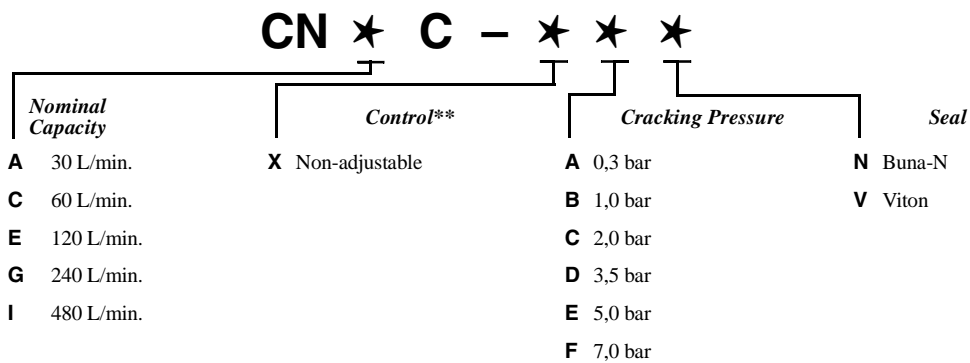 CN ✶ C – ✶ ✶ ✶
Nominal
Capacity
A 30 L/min.
C 60 L/min.
E 120 L/min.
G 240 L/min.
I 480 L/min.
Control**
X Non-adjustable
Cracking Pressure
A 0,3 bar
B 1,0 bar
C 2,0 bar
D 3,5 bar
E 5,0 bar
F 7,0 bar
Seal
N Buna-N
V Viton